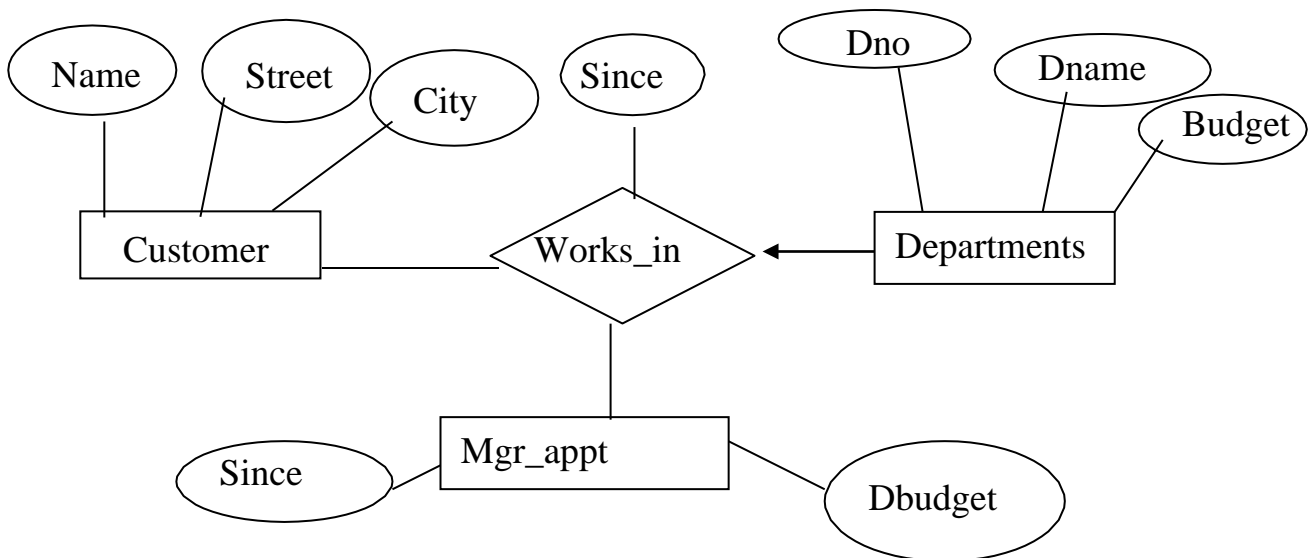 Name
Street
City
Since
Dno
Dname
Budget
Customer
Works_in
Departments
Since
Mgr_appt
Dbudget